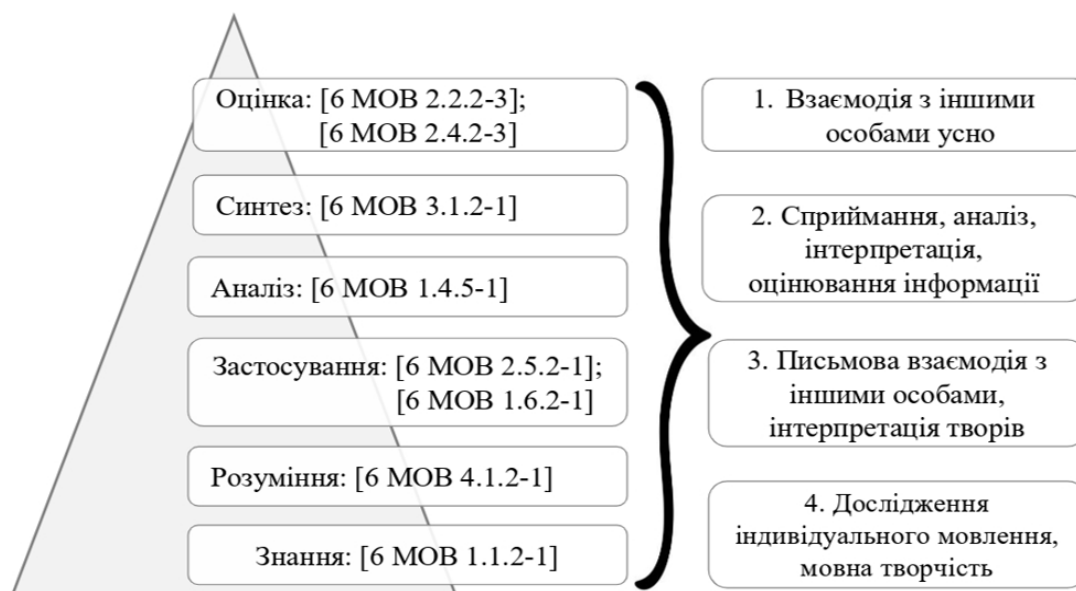 Оцінка: [6 МОВ 2.2.2-3];
[6 МОВ 2.4.2-3]
Синтез: [6 МОВ 3.1.2-1]
Аналіз: [6 МОВ 1.4.5-1]
Застосування: [6 МОВ 2.5.2-1];
[6 МОВ 1.6.2-1]
Розуміння: [6 МОВ 4.1.2-1]
Знання: [6 МОВ 1.1.2-1]
1. Взаємодія з іншими
особами усно
2. Сприймання, аналіз,
інтерпретація,
оцінювання інформації
3. Письмова взаємодія з
іншими особами,
інтерпретація творів
4. Дослідження
індивідуального мовлення,
мовна творчість